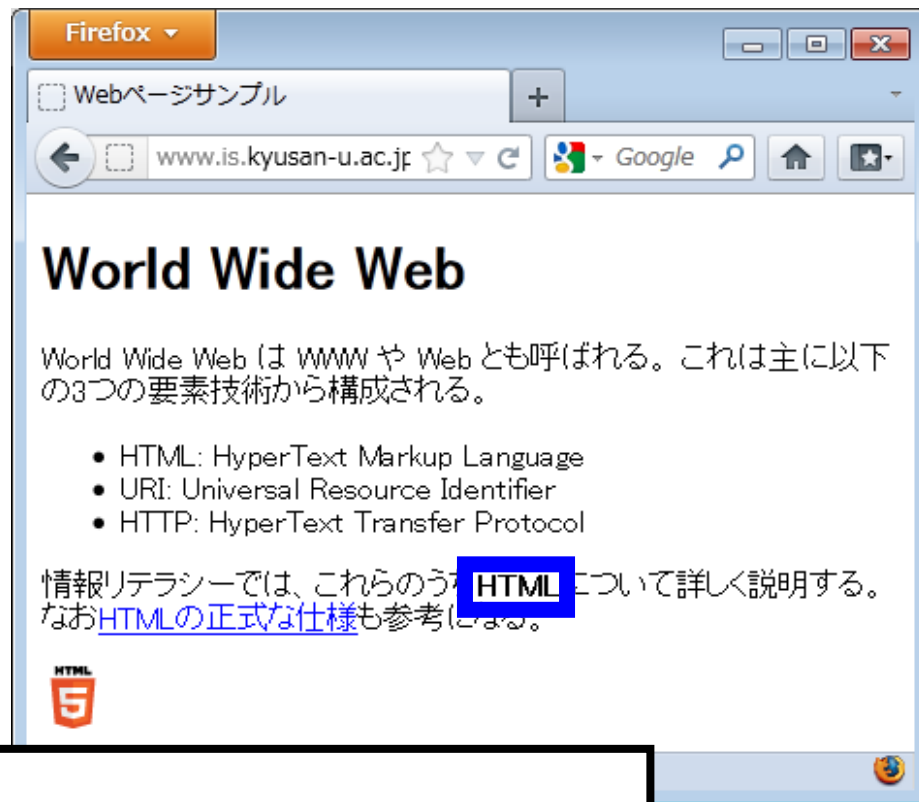 Firefox
Webページサンプル
www.is.kyusan-u.ac.jp
Google
World Wide Web
World Wide Web は WWW や Web とも呼ばれる。これは主に以下
の3つの要素技術から構成される。
• HTML: HyperText Markup Language
• URI: Universal Resource Identifier
• HTTP: HyperText Transfer Protocol
情報リテラシーでは、これらのうち HTML について詳しく説明する。
なおHTMLの正式な仕様も参考になる。
HTML
5